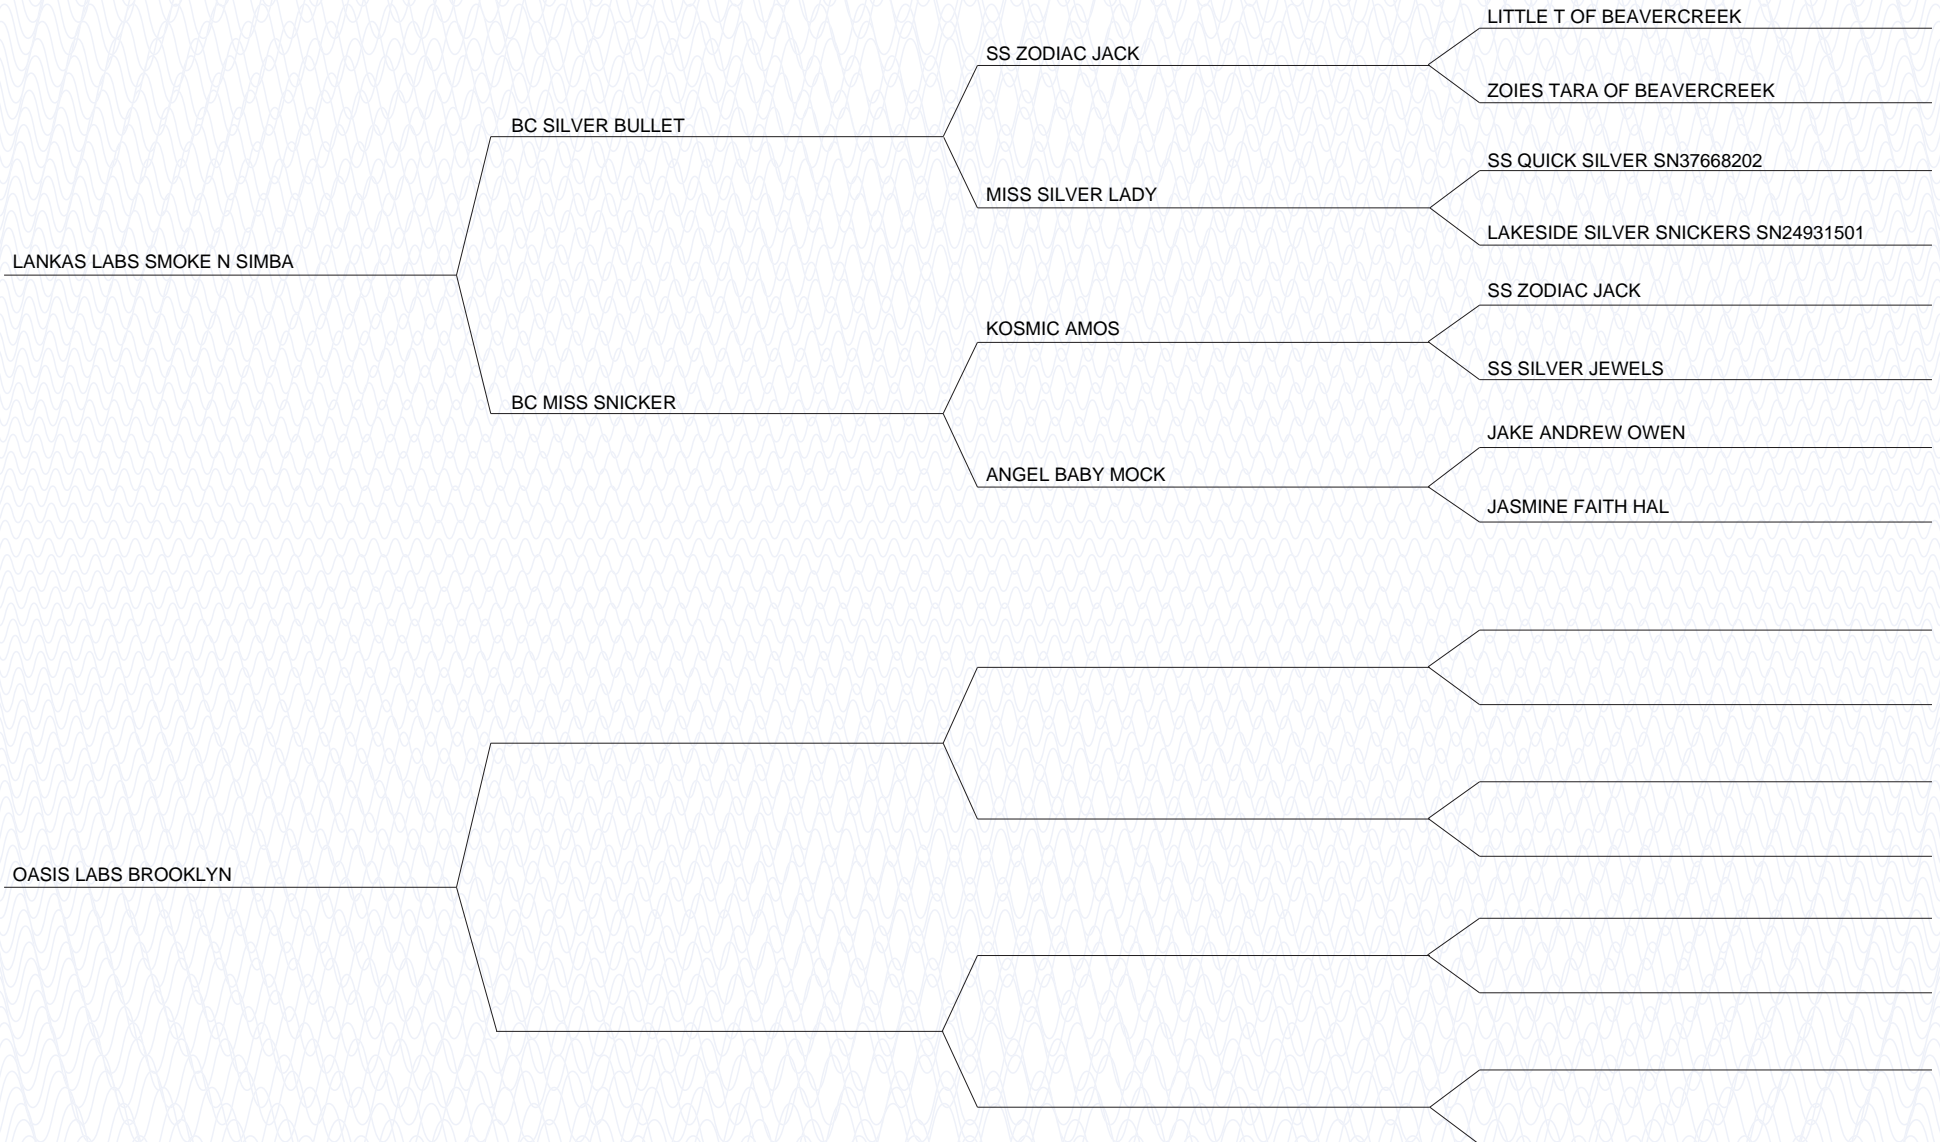 LITTLE T OF BEAVERCREEK
SS ZODIAC JACK
ZOIES TARA OF BEAVERCREEK
BC SILVER BULLET
SS QUICK SILVER SN37668202
MISS SILVER LADY
LAKESIDE SILVER SNICKERS SN24931501
LANKAS LABS SMOKE N SIMBA
SS ZODIAC JACK
KOSMIC AMOS
SS SILVER JEWELS
BC MISS SNICKER
JAKE ANDREW OWEN
ANGEL BABY MOCK
JASMINE FAITH HAL
OASIS LABS BROOKLYN